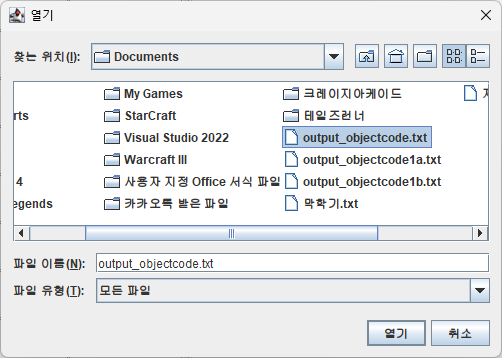 열기
찾는 위치(I): Documents
My Games
크레이지아케이드
rts
StarCraft
테일즈런너
Visual Studio 2022
output_objectcode.txt
Warcraft III
output_objectcode1a.txt
4
사용자 지정 Office 서식 파일
output_objectcode1b.txt
egends
카카오톡 받은 파일
막학기.txt
파일 이름(N): output_objectcode.txt
파일 유형(T): 모든 파일
열기
취소